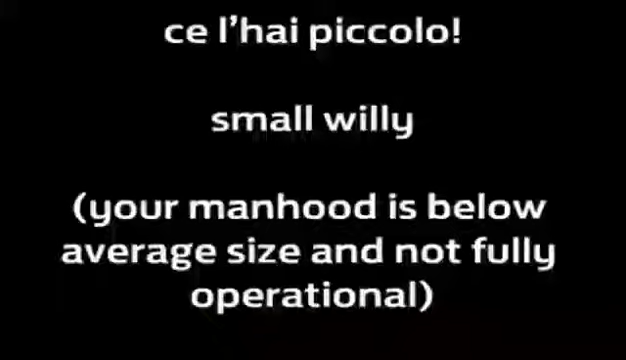 ce l'hai piccolo!
small willy
(your manhood is below
average size and not fully
operational)